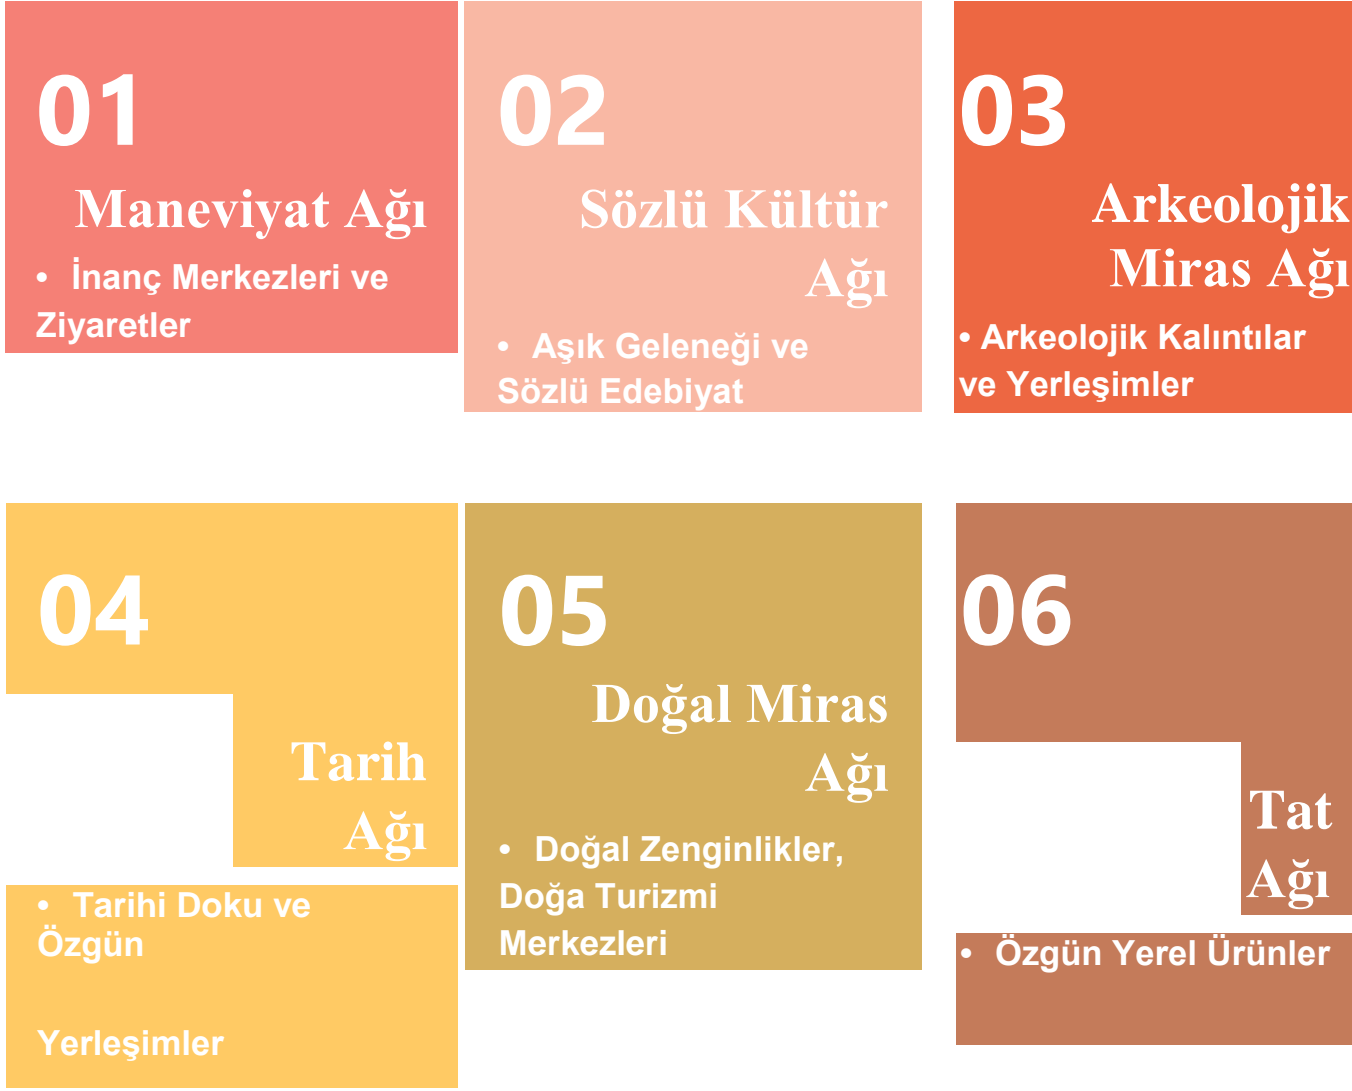 01
Maneviyat Ağı
• İnanç Merkezleri ve
Ziyaretler
02
Sözlü Kültür
Ağı
• Aşık Geleneği ve
Sözlü Edebiyat
03
Arkeolojik
Miras Ağı
• Arkeolojik Kalıntılar
ve Yerleşimler
04
Tarih
Ağı
• Tarihi Doku ve
Özgün
Yerleşimler
05
Doğal Miras
Ağı
• Doğal Zenginlikler,
Doğa Turizmi
Merkezleri
06
Tat
Ağı
• Özgün Yerel Ürünler